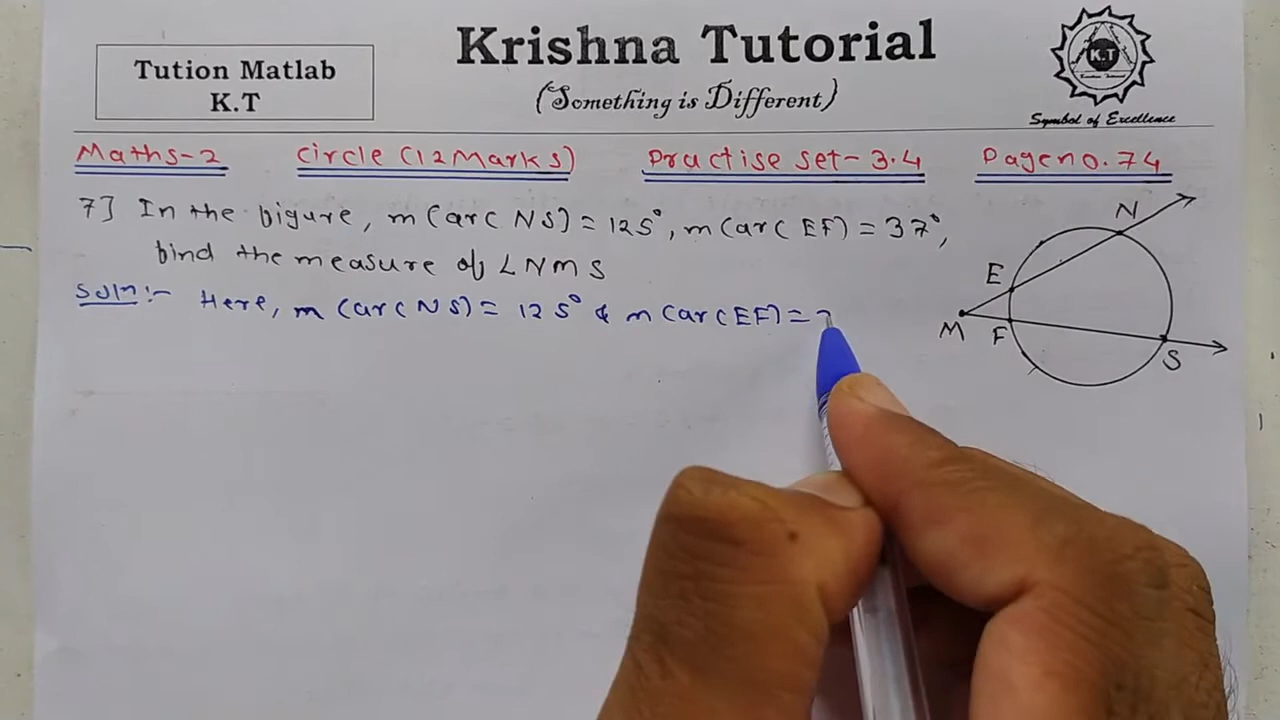 Tution Matlab
K.T
Krishna Tutorial
(Something is Different)
K.T
Symbol of Excellence
Maths-2 Circle (12 Marks) Practise set-3.4 Page no. 74
7] In the figure, m(arc NS) = 125°, m(arc EF) = 37°,
find the measure of ∠NMS
Soln:- Here, m(arc NS) = 125° & m(arc EF) =
N
E
M
F
S